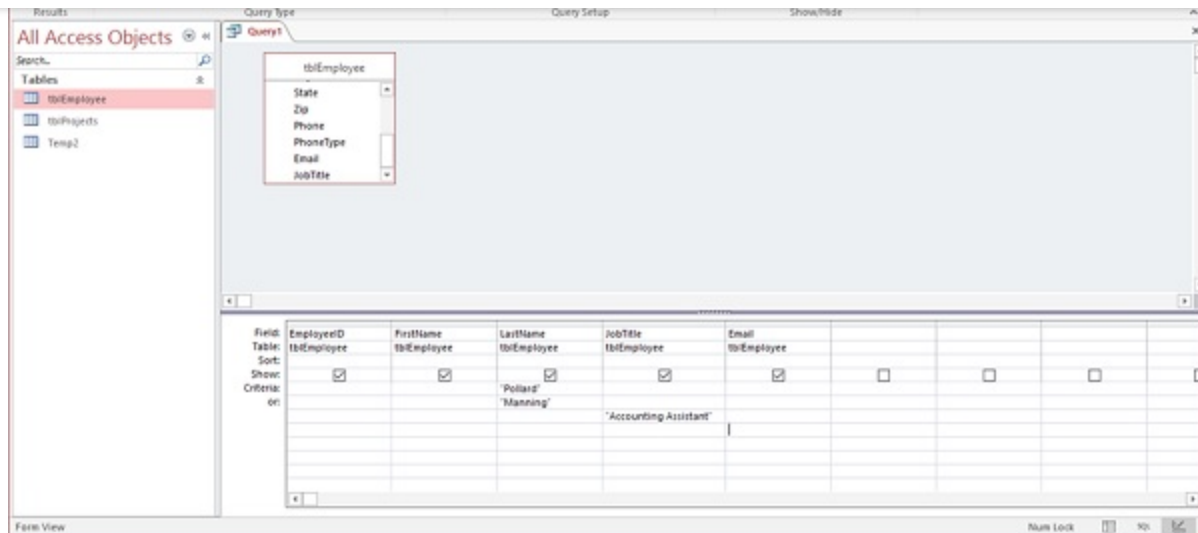 Results Query Type Query Setup Show/Hide
All Access Objects
Search...
Tables
tblEmployee
tblProjects
Temp2
Query1
tblEmployee
State
Zip
Phone
PhoneType
Email
JobTitle
Field: EmployeeID FirstName LastName JobTitle Email
Table: tblEmployee tblEmployee tblEmployee tblEmployee tblEmployee
Sort:
Show:
Criteria: "Pollard"
or: "Manning"
"Accounting Assistant"
Form View Num Lock SQL